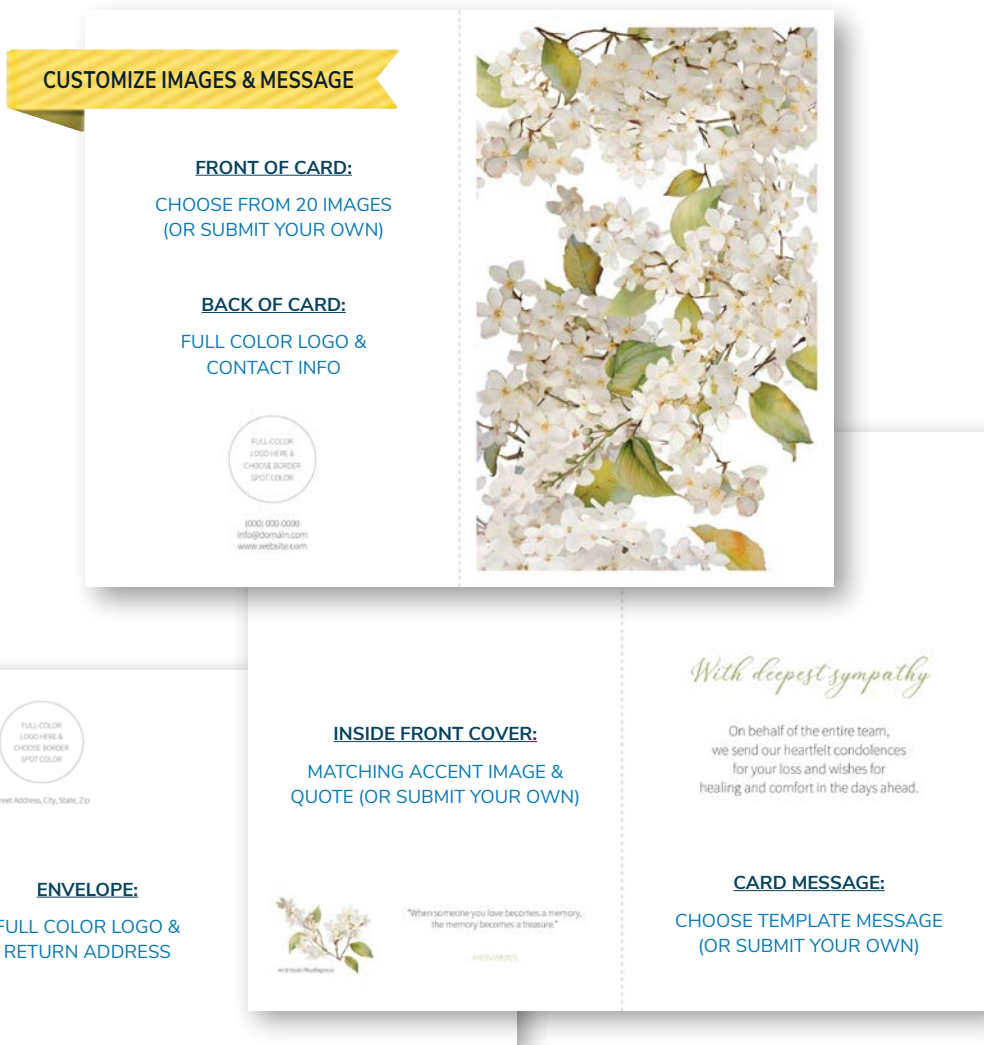 CUSTOMIZE IMAGES & MESSAGE
FRONT OF CARD:
CHOOSE FROM 20 IMAGES
(OR SUBMIT YOUR OWN)
BACK OF CARD:
FULL COLOR LOGO &
CONTACT INFO
FULL-COLOR
LOGO HERE &
CHOOSE BORDER
SPOT COLOR
(000) 000-0000
info@domain.com
www.website.com
With deepest sympathy
On behalf of the entire team,
we send our heartfelt condolences
for your loss and wishes for
healing and comfort in the days ahead.
INSIDE FRONT COVER:
MATCHING ACCENT IMAGE &
QUOTE (OR SUBMIT YOUR OWN)
"When someone you love becomes a memory,
the memory becomes a treasure."
ANONYMOUS
CARD MESSAGE:
CHOOSE TEMPLATE MESSAGE
(OR SUBMIT YOUR OWN)
FULL-COLOR
LOGO HERE &
CHOOSE BORDER
SPOT COLOR
Address, City, State, Zip
ENVELOPE:
FULL COLOR LOGO &
RETURN ADDRESS